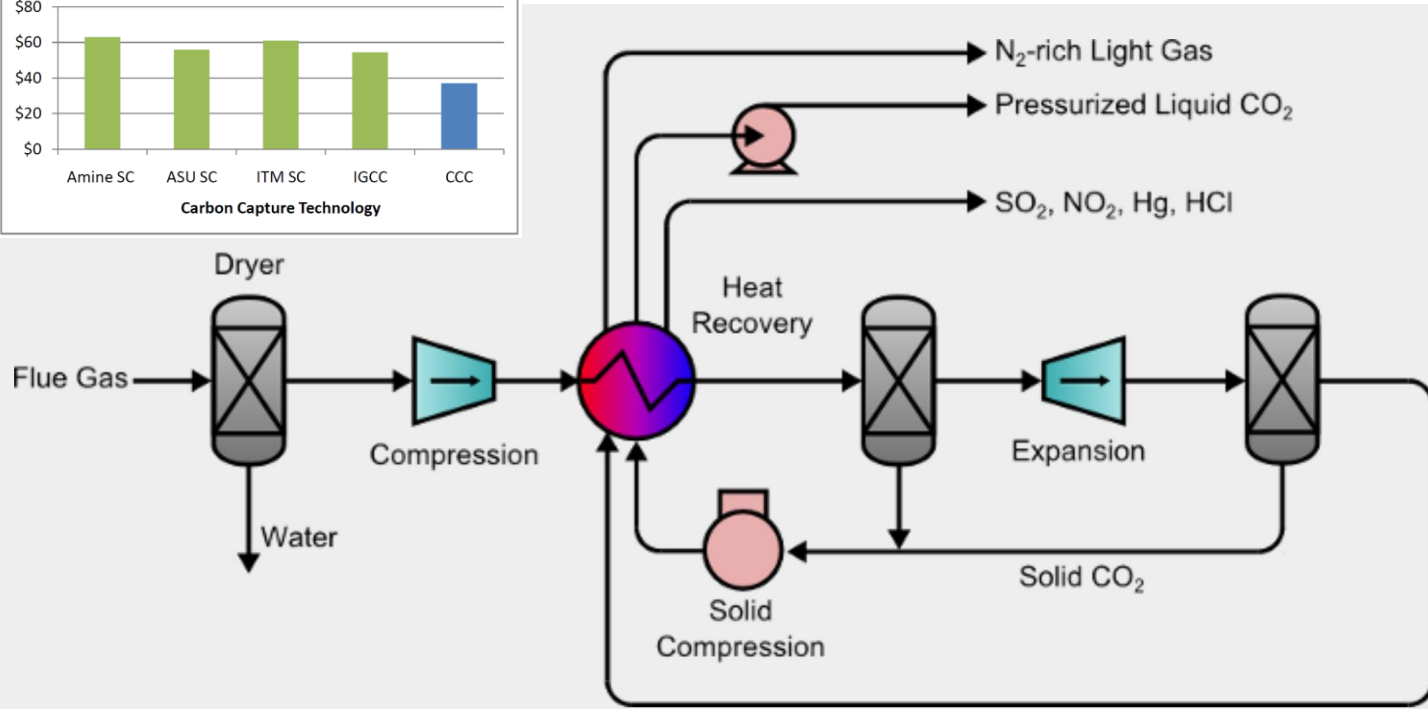 $80
$60
$40
$20
$0
Amine SC
ASU SC
ITM SC
IGCC
CCC
Carbon Capture Technology
N₂-rich Light Gas
Pressurized Liquid CO₂
SO₂, NO₂, Hg, HCl
Dryer
Heat
Recovery
Flue Gas
Compression
Expansion
Water
Solid CO₂
Solid
Compression